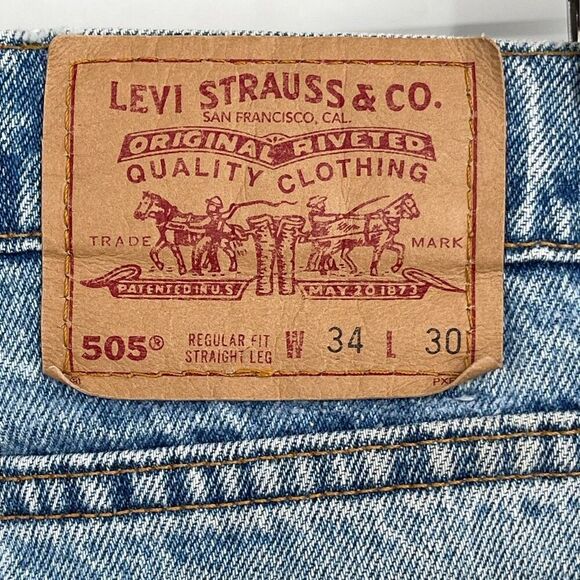 LEVI STRAUSS & CO.
SAN FRANCISCO, CAL.
ORIGINAL RIVETED
QUALITY CLOTHING
TRADE MARK
PATENTED IN U.S. MAY 20 1873
505® REGULAR FIT W 34 L 30
STRAIGHT LEG